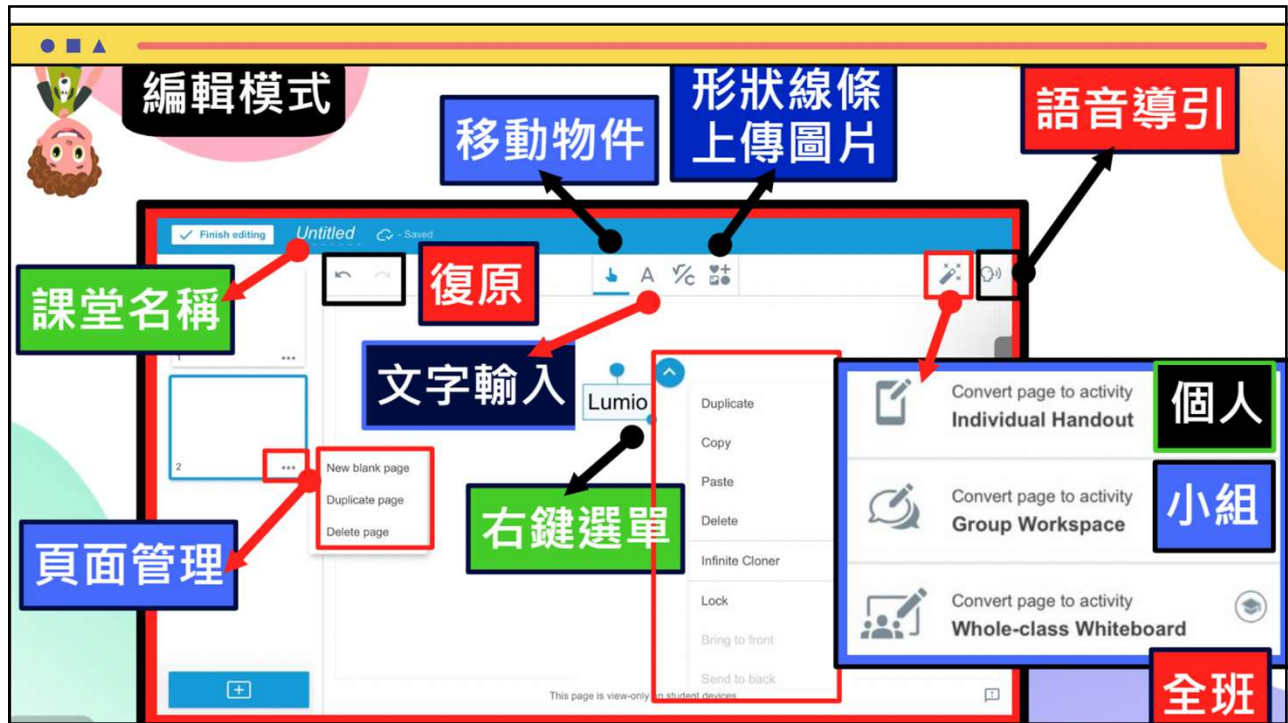 編輯模式
移動物件
形狀線條
上傳圖片
語音導引
Finish editing
Untitled
- Saved
復原
A
√/c
課堂名稱
文字輸入
Lumio
1
2
New blank page
Duplicate page
Delete page
頁面管理
右鍵選單
Duplicate
Copy
Paste
Delete
Infinite Cloner
Lock
Bring to front
Send to back
Convert page to activity
Individual Handout
個人
Convert page to activity
Group Workspace
小組
Convert page to activity
Whole-class Whiteboard
全班
This page is view-only on student devices